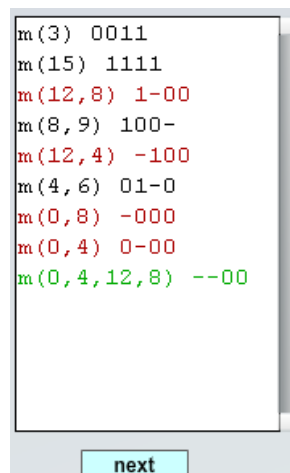 m(3) 0011
m(15) 1111
m(12,8) 1-00
m(8,9) 100-
m(12,4) -100
m(4,6) 01-0
m(0,8) -000
m(0,4) 0-00
m(0,4,12,8) --00
next